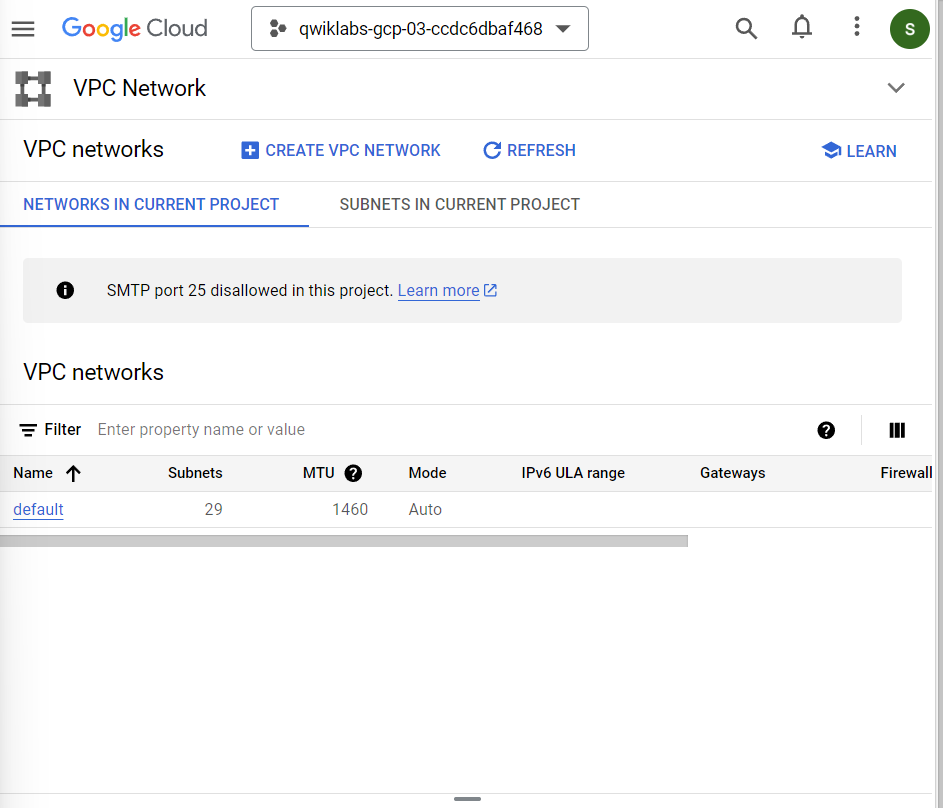 Google Cloud qwiklabs-gcp-03-ccdc6dbaf468 S
VPC Network
VPC networks CREATE VPC NETWORK REFRESH LEARN
NETWORKS IN CURRENT PROJECT SUBNETS IN CURRENT PROJECT
SMTP port 25 disallowed in this project. Learn more
VPC networks
Filter Enter property name or value
Name Subnets MTU Mode IPv6 ULA range Gateways Firewall
default 29 1460 Auto